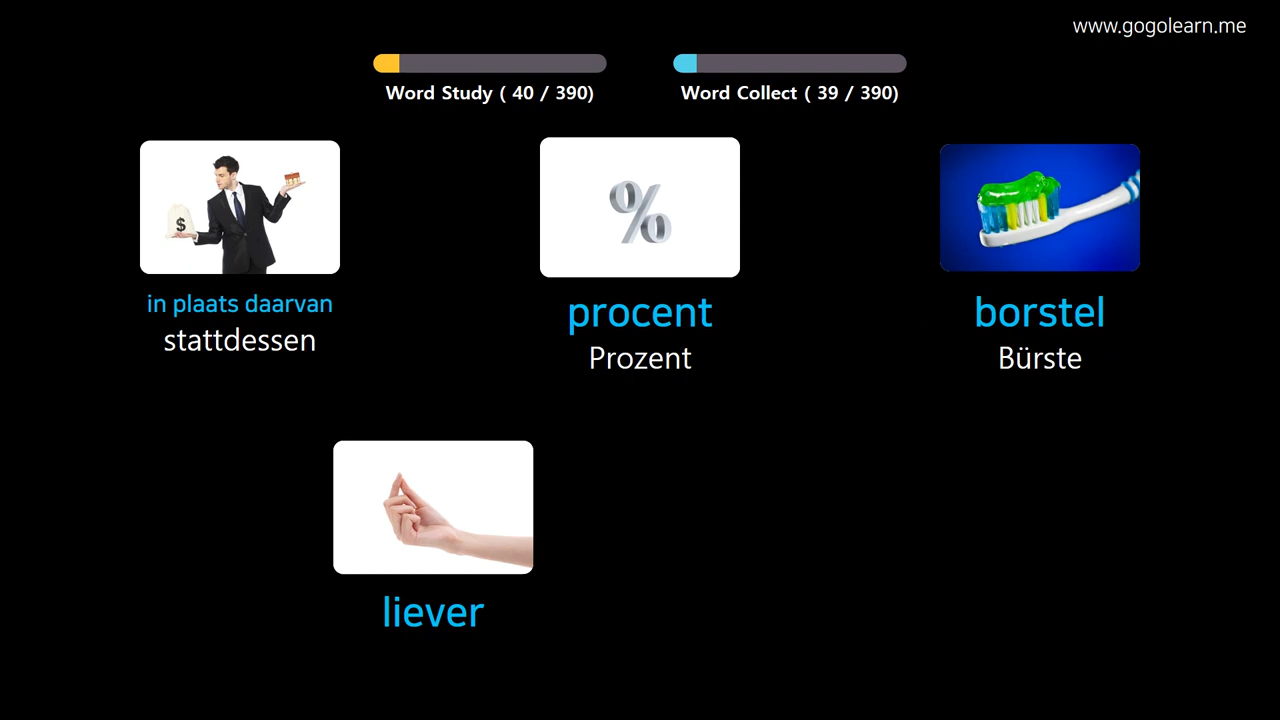 www.gogolearn.me
Word Study ( 40 / 390)
Word Collect ( 39 / 390)
$
%
in plaats daarvan
stattdessen
procent
Prozent
borstel
Bürste
liever